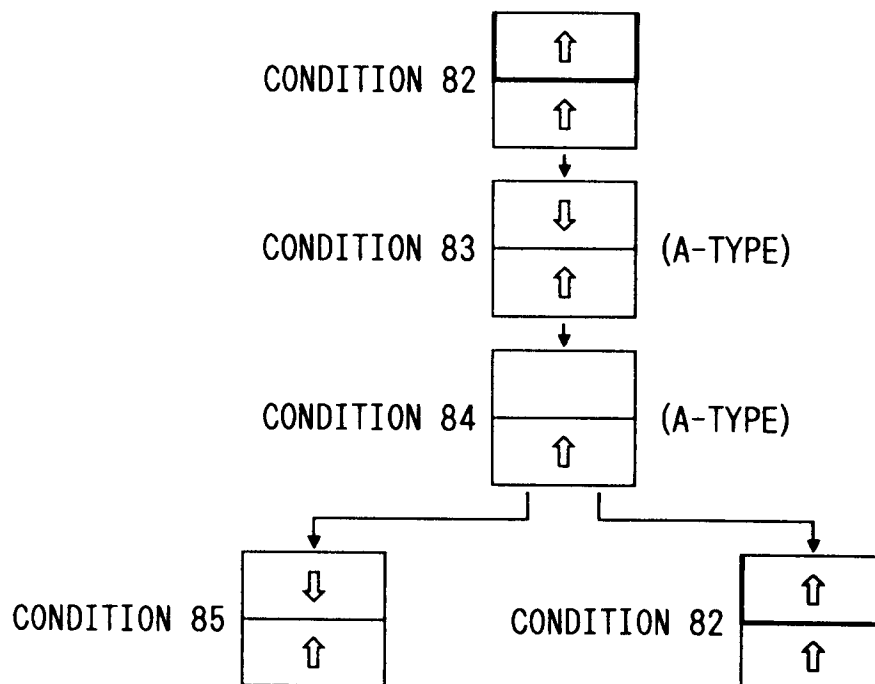 CONDITION 82
CONDITION 83 (A-TYPE)
CONDITION 84 (A-TYPE)
CONDITION 85
CONDITION 82